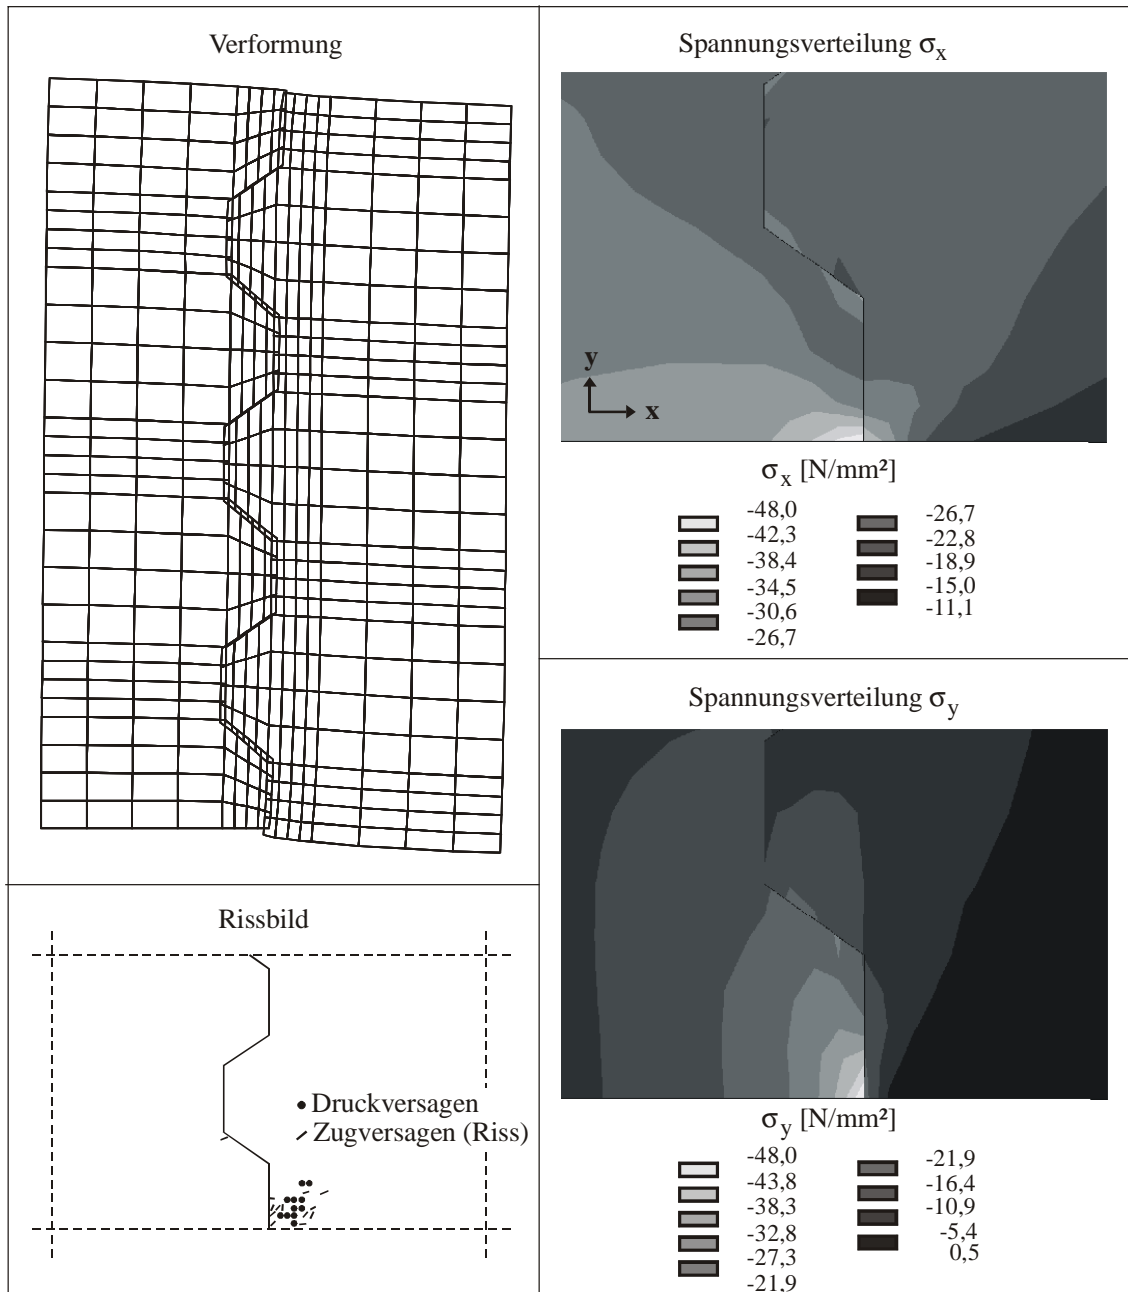 Verformung
Rissbild
Druckversagen
Zugversagen (Riss)
Spannungsverteilung σx
y
x
σx [N/mm²]
-48,0
-42,3
-38,4
-34,5
-30,6
-26,7
-26,7
-22,8
-18,9
-15,0
-11,1
Spannungsverteilung σy
σy [N/mm²]
-48,0
-43,8
-38,3
-32,8
-27,3
-21,9
-21,9
-16,4
-10,9
-5,4
0,5